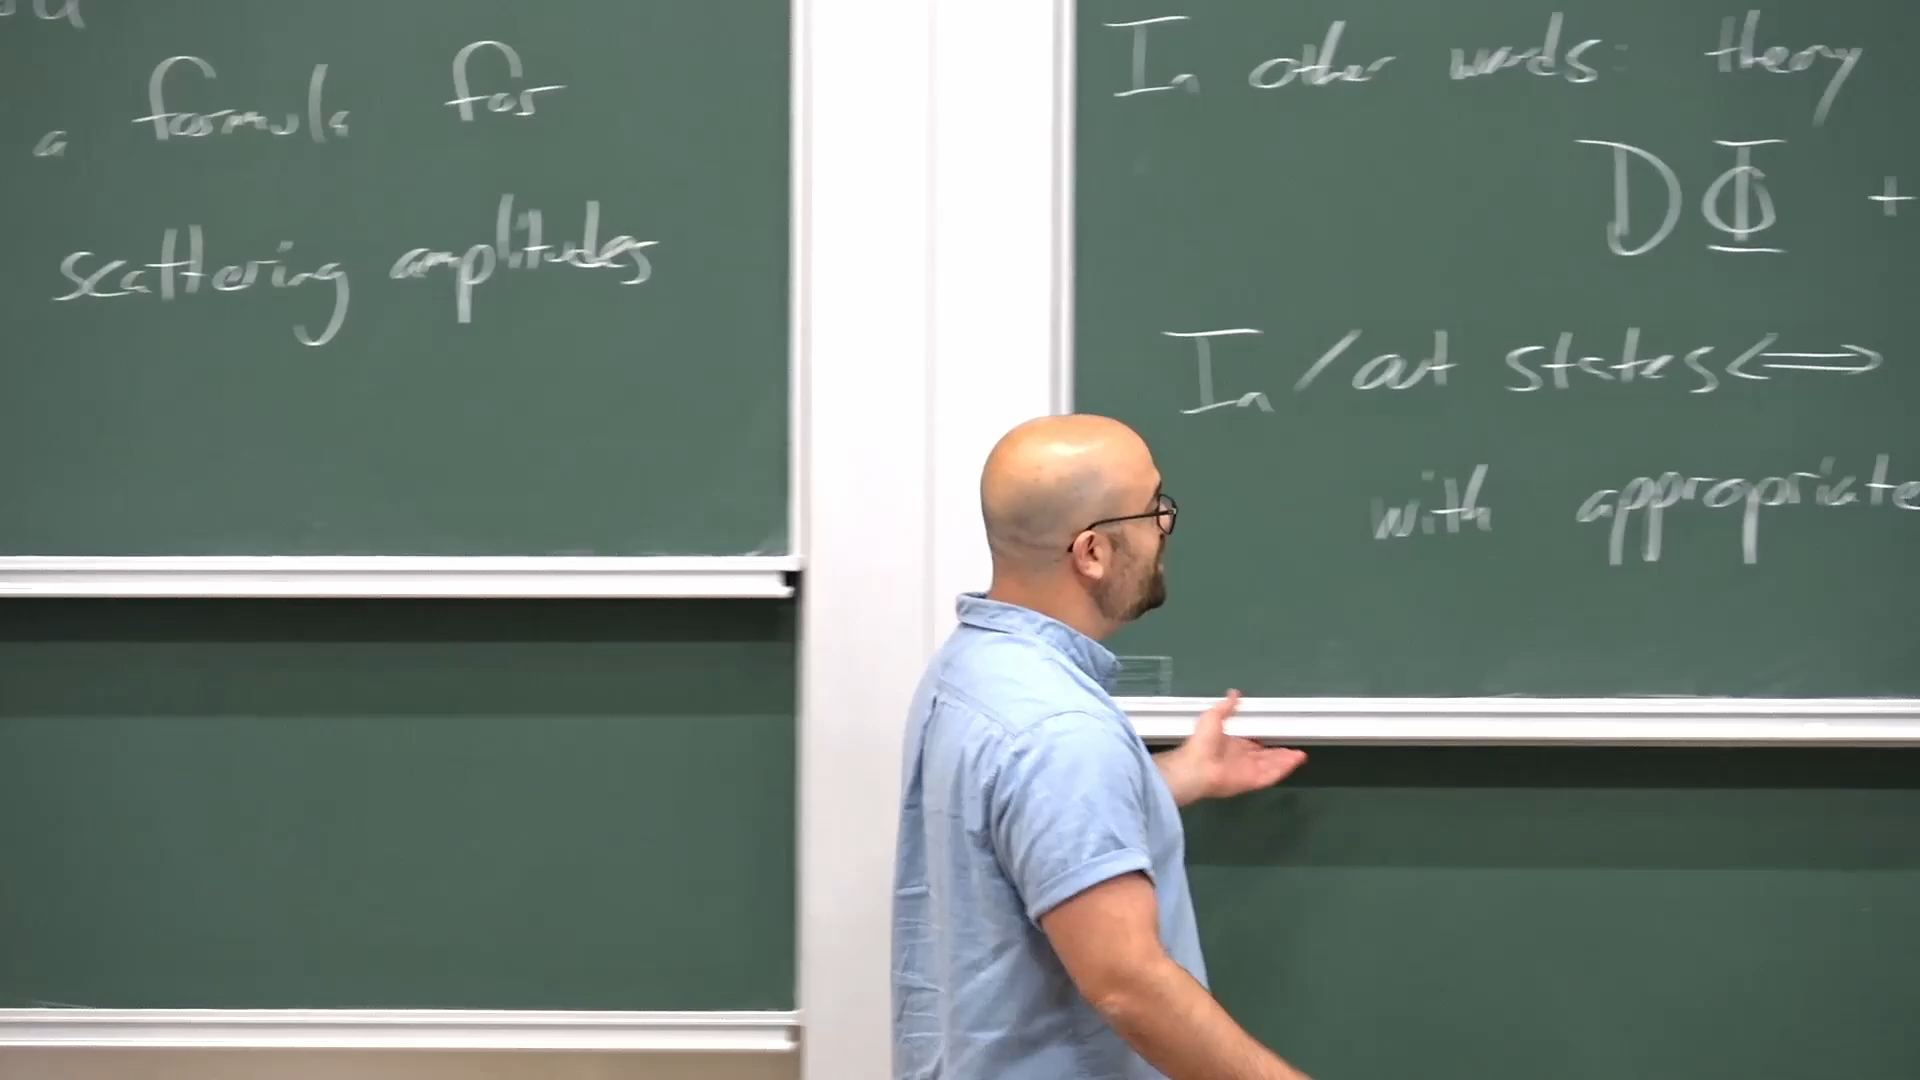 a formula for
scattering amplitudes
In other words: theory
DΦ +
In/out states ⟺
with appropriate